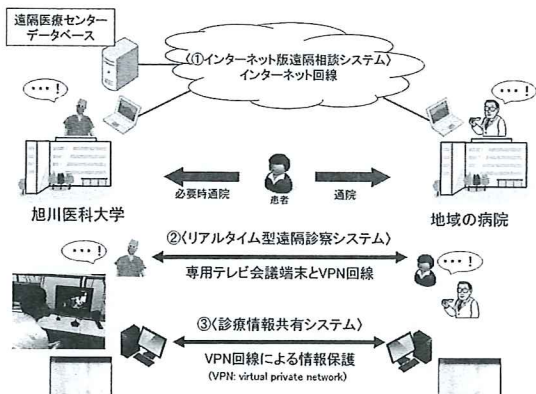 遠隔医療センター
データベース
〈①インターネット版遠隔相談システム〉
インターネット回線
・・・!
・・・!
必要時通院
患者
通院
旭川医科大学
地域の病院
②〈リアルタイム型遠隔診察システム〉
・・・!
・・・!
専用テレビ会議端末とVPN回線
③〈診療情報共有システム〉
VPN回線による情報保護
(VPN: virtual private network)